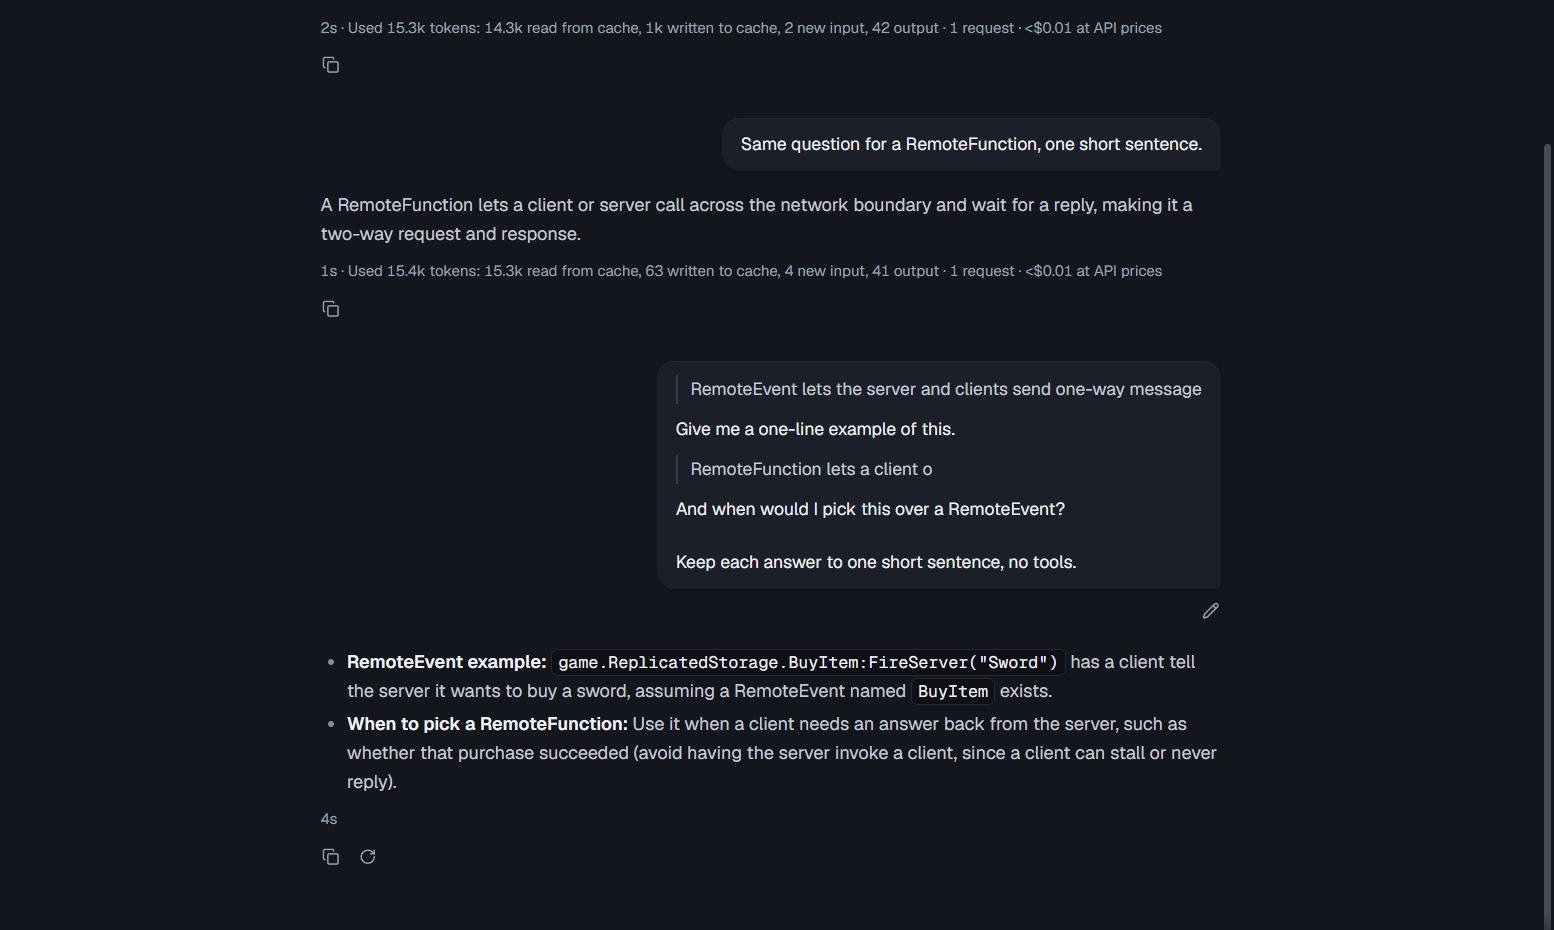 2s · Used 15.3k tokens: 14.3k read from cache, 1k written to cache, 2 new input, 42 output · 1 request · <$0.01 at API prices
Same question for a RemoteFunction, one short sentence.
A RemoteFunction lets a client or server call across the network boundary and wait for a reply, making it a
two-way request and response.
1s · Used 15.4k tokens: 15.3k read from cache, 63 written to cache, 4 new input, 41 output · 1 request · <$0.01 at API prices
RemoteEvent lets the server and clients send one-way message
Give me a one-line example of this.
RemoteFunction lets a client o
And when would I pick this over a RemoteEvent?
Keep each answer to one short sentence, no tools.
• RemoteEvent example: game.ReplicatedStorage.BuyItem:FireServer("Sword") has a client tell
the server it wants to buy a sword, assuming a RemoteEvent named BuyItem exists.
• When to pick a RemoteFunction: Use it when a client needs an answer back from the server, such as
whether that purchase succeeded (avoid having the server invoke a client, since a client can stall or never
reply).
4s